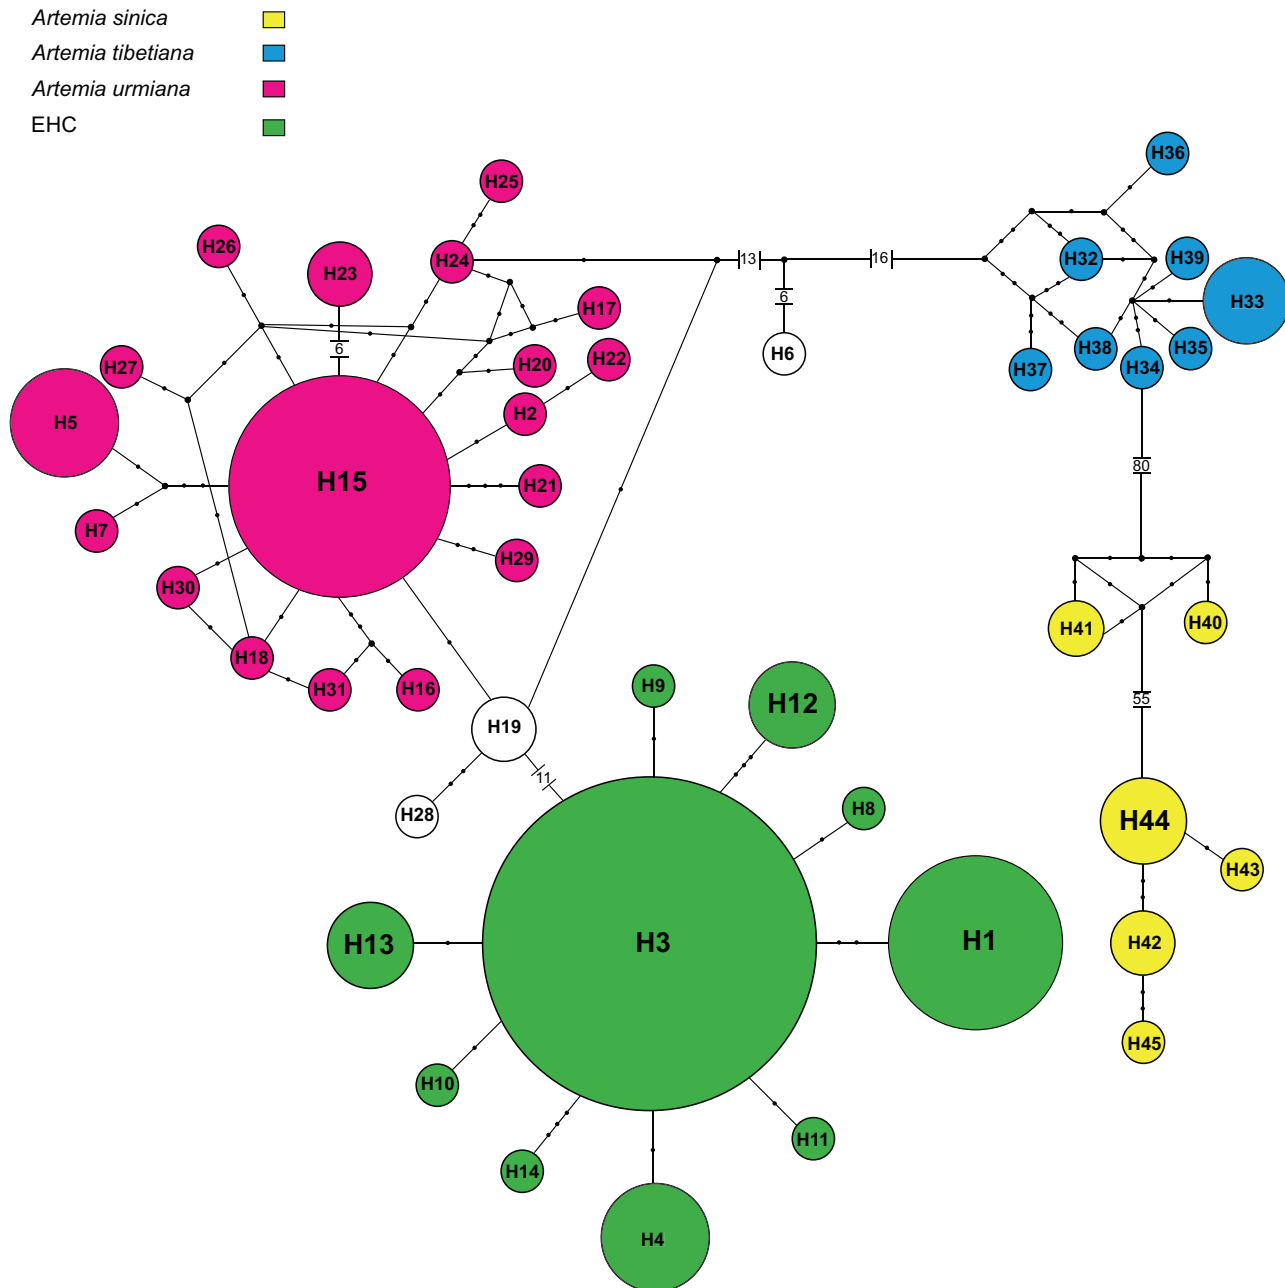 Artemia sinica
Artemia tibetiana
Artemia urmiana
EHC
H36
H25
H26
H24
H23
H32
H39
13
16
H33
6
H17
6
H6
H27
H20
H22
H37
H38
H34
H35
H5
H2
H15
80
H21
H7
H29
H30
H41
H40
H18
H31
H16
H9
H12
55
H19
11
H28
H8
H44
H43
H13
H3
H1
H42
H45
H10
H11
H14
H4